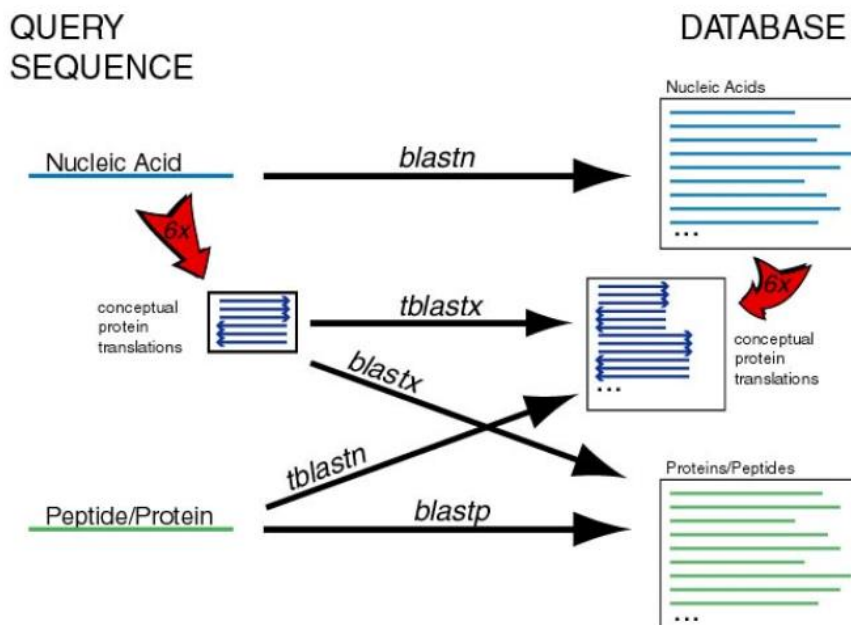 QUERY
SEQUENCE
DATABASE
Nucleic Acids
Nucleic Acid
blastn
...
6x
6x
conceptual
protein
translations
tblastx
conceptual
protein
translations
blastx
...
tblastn
Proteins/Peptides
Peptide/Protein
blastp
...